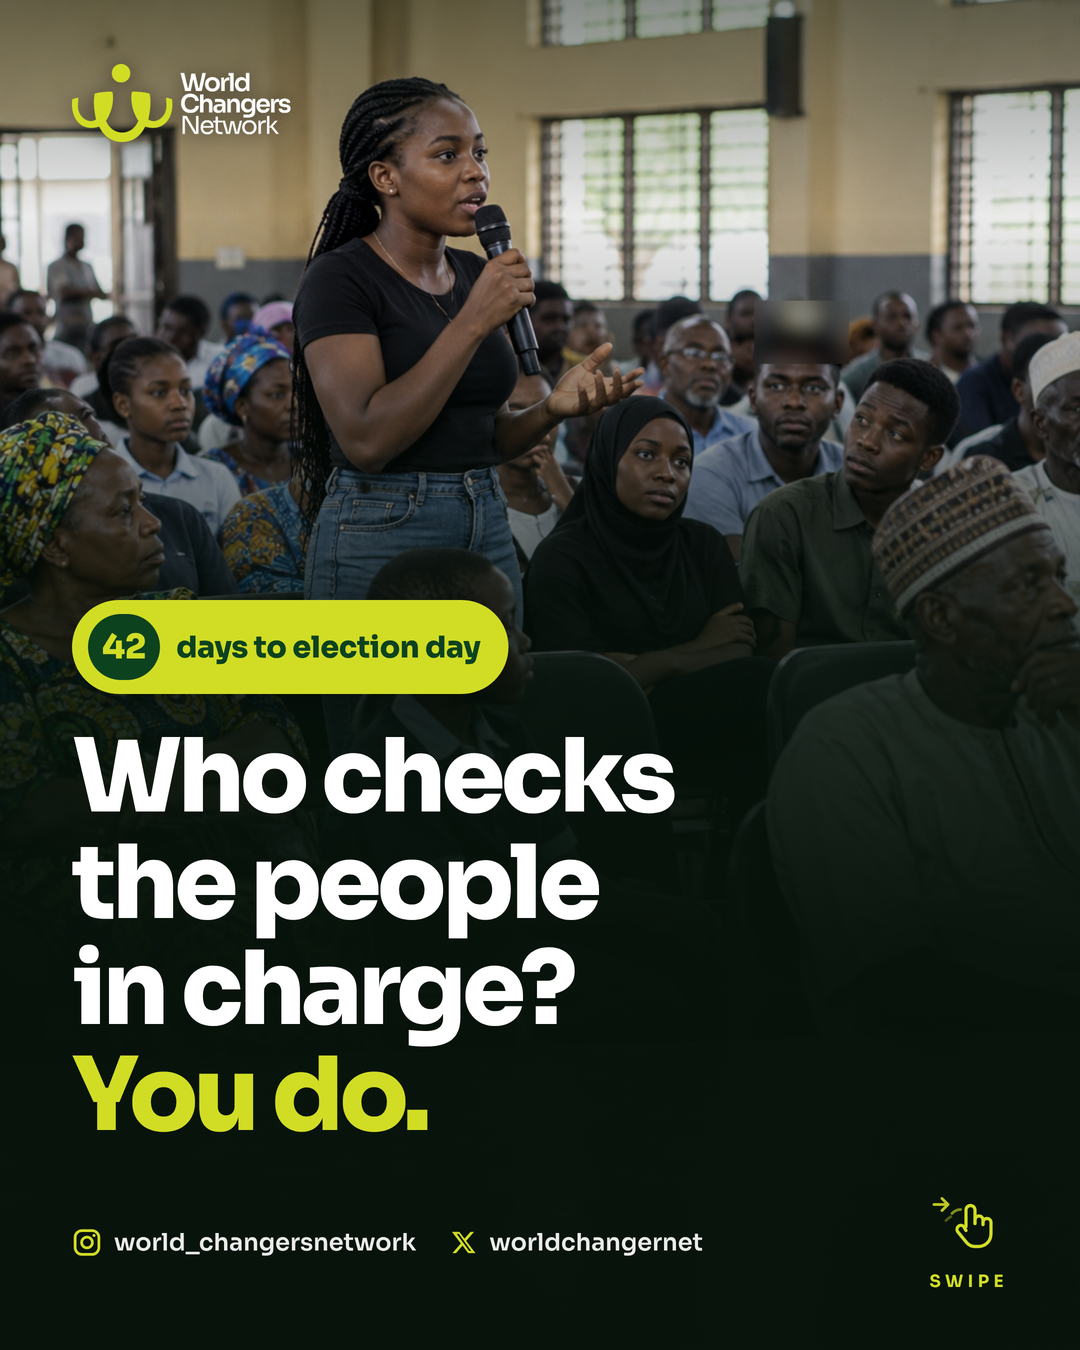 World
Changers
Network
42 days to election day
Who checks
the people
in charge?
You do.
world_changersnetwork worldchangernet
SWIPE